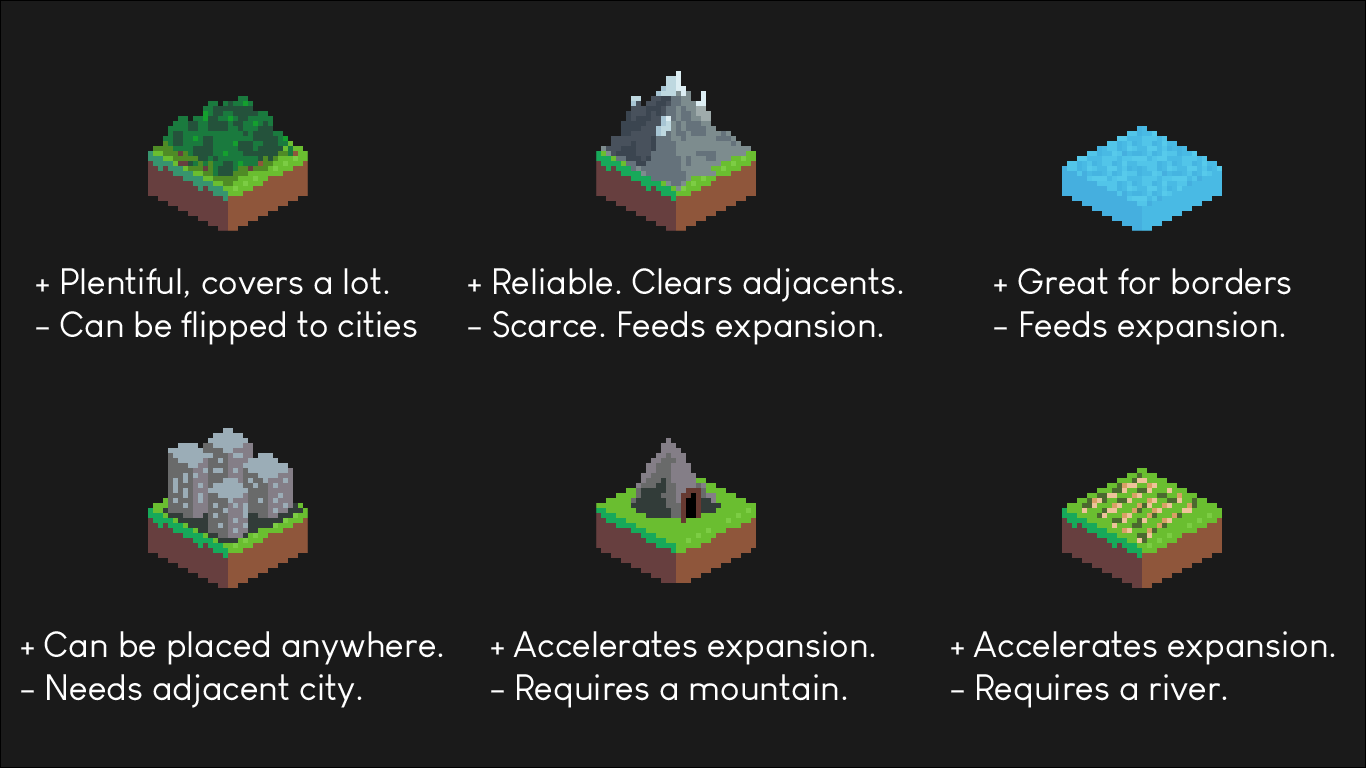 + Plentiful, covers a lot.
– Can be flipped to cities
+ Reliable. Clears adjacents.
– Scarce. Feeds expansion.
+ Great for borders
– Feeds expansion.
+ Can be placed anywhere.
– Needs adjacent city.
+ Accelerates expansion.
– Requires a mountain.
+ Accelerates expansion.
– Requires a river.